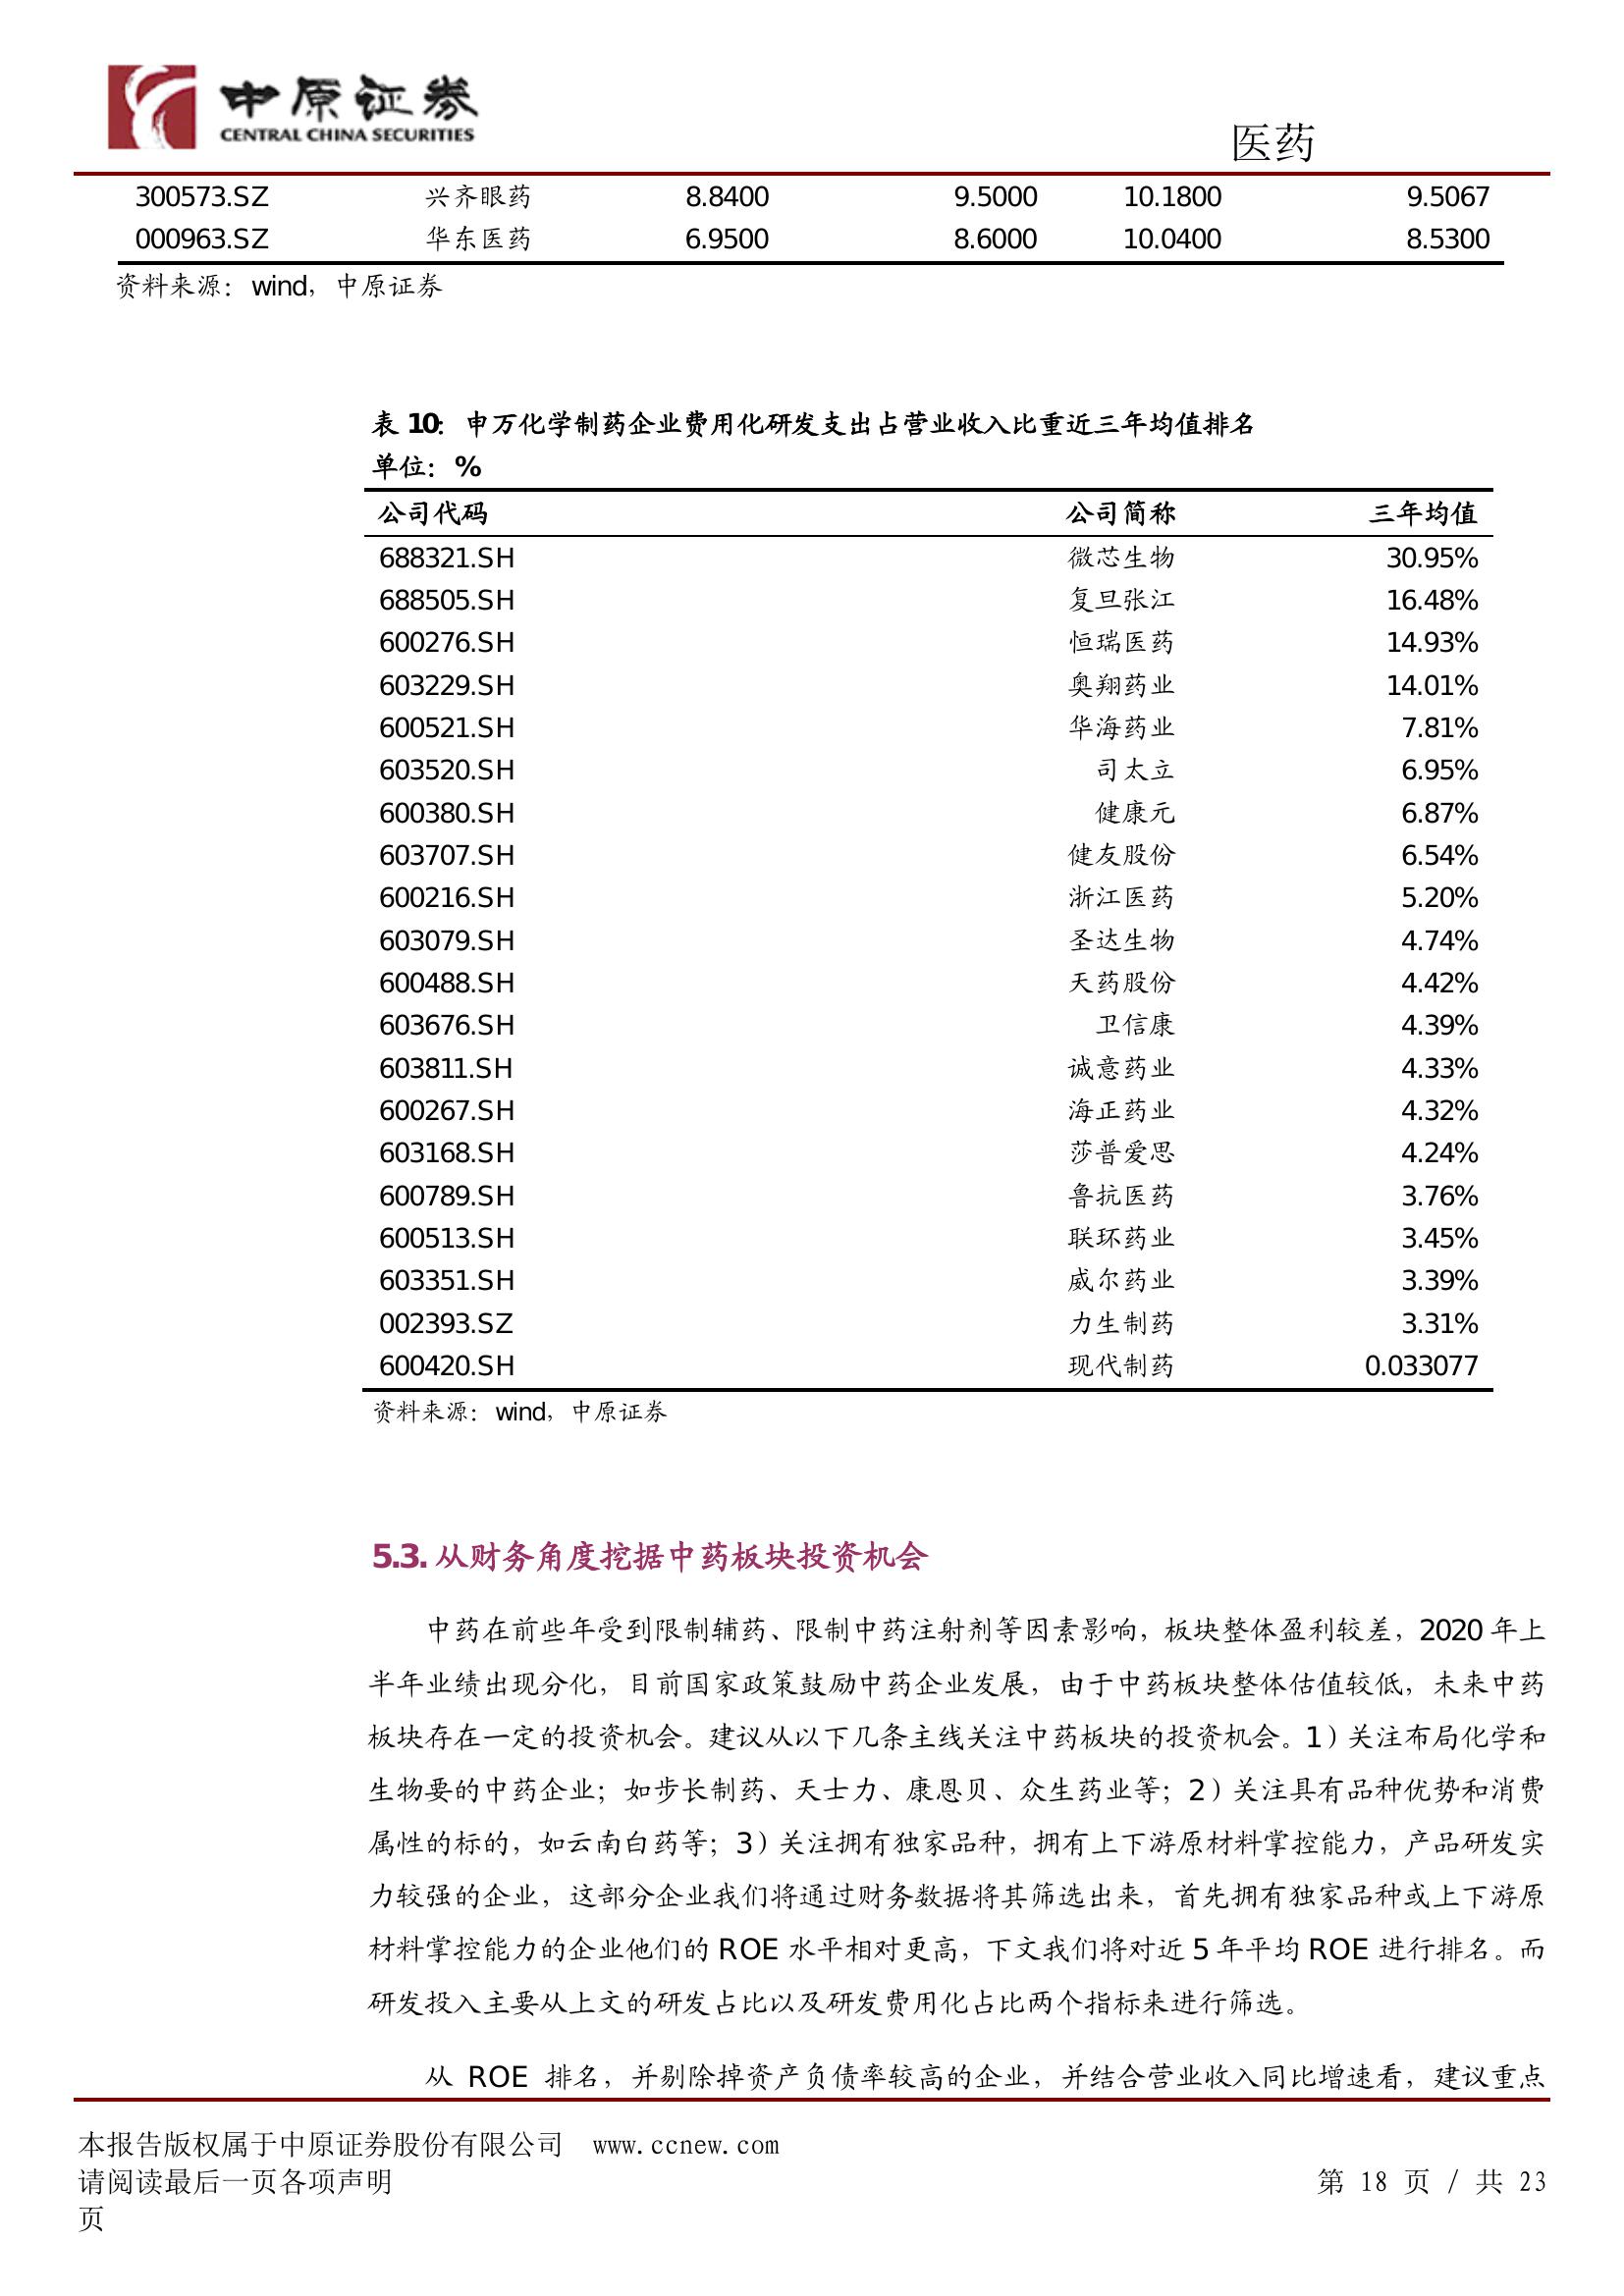 中原证券
CENTRAL CHINA SECURITIES
医药
300573.SZ 兴齐眼药 8.8400 9.5000 10.1800 9.5067
000963.SZ 华东医药 6.9500 8.6000 10.0400 8.5300
资料来源：wind，中原证券
表 10：申万化学制药企业费用化研发支出占营业收入比重近三年均值排名
单位：%
公司代码 公司简称 三年均值
688321.SH 微芯生物 30.95%
688505.SH 复旦张江 16.48%
600276.SH 恒瑞医药 14.93%
603229.SH 奥翔药业 14.01%
600521.SH 华海药业 7.81%
603520.SH 司太立 6.95%
600380.SH 健康元 6.87%
603707.SH 健友股份 6.54%
600216.SH 浙江医药 5.20%
603079.SH 圣达生物 4.74%
600488.SH 天药股份 4.42%
603676.SH 卫信康 4.39%
603811.SH 诚意药业 4.33%
600267.SH 海正药业 4.32%
603168.SH 莎普爱思 4.24%
600789.SH 鲁抗医药 3.76%
600513.SH 联环药业 3.45%
603351.SH 威尔药业 3.39%
002393.SZ 力生制药 3.31%
600420.SH 现代制药 0.033077
资料来源：wind，中原证券
5.3. 从财务角度挖掘中药板块投资机会
中药在前些年受到限制辅药、限制中药注射剂等因素影响，板块整体盈利较差，2020 年上
半年业绩出现分化，目前国家政策鼓励中药企业发展，由于中药板块整体估值较低，未来中药
板块存在一定的投资机会。建议从以下几条主线关注中药板块的投资机会。1）关注布局化学和
生物要的中药企业；如步长制药、天士力、康恩贝、众生药业等；2）关注具有品种优势和消费
属性的标的，如云南白药等；3）关注拥有独家品种，拥有上下游原材料掌控能力，产品研发实
力较强的企业，这部分企业我们将通过财务数据将其筛选出来，首先拥有独家品种或上下游原
材料掌控能力的企业他们的 ROE 水平相对更高，下文我们将对近 5 年平均 ROE 进行排名。而
研发投入主要从上文的研发占比以及研发费用化占比两个指标来进行筛选。
从 ROE 排名，并剔除掉资产负债率较高的企业，并结合营业收入同比增速看，建议重点
本报告版权属于中原证券股份有限公司 www.ccnew.com
请阅读最后一页各项声明 第 18 页 / 共 23
页